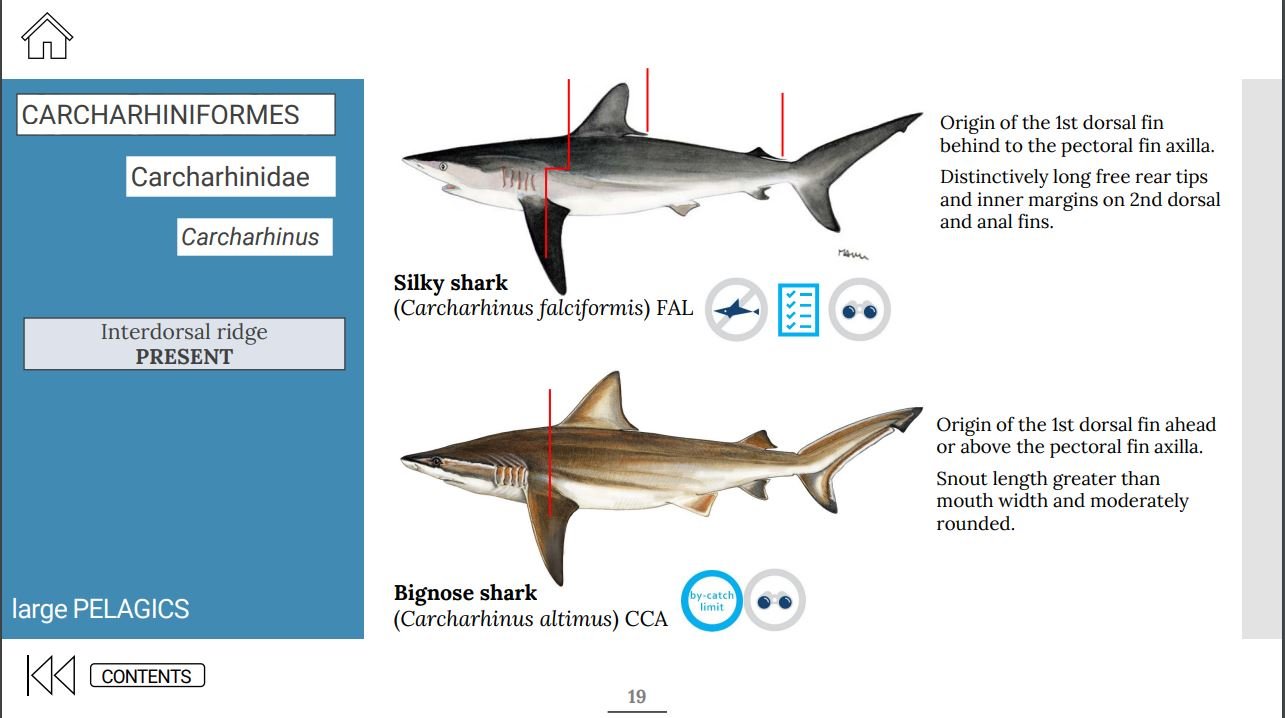 CARCHARHINIFORMES
Carcharhinidae
Carcharhinus
Interdorsal ridge
PRESENT
large PELAGICS
Origin of the 1st dorsal fin
behind to the pectoral fin axilla.
Distinctively long free rear tips
and inner margins on 2nd dorsal
and anal fins.
Silky shark
(Carcharhinus falciformis) FAL
Origin of the 1st dorsal fin ahead
or above the pectoral fin axilla.
Snout length greater than
mouth width and moderately
rounded.
Bignose shark
(Carcharhinus altimus) CCA
by-catch
limit
CONTENTS
19